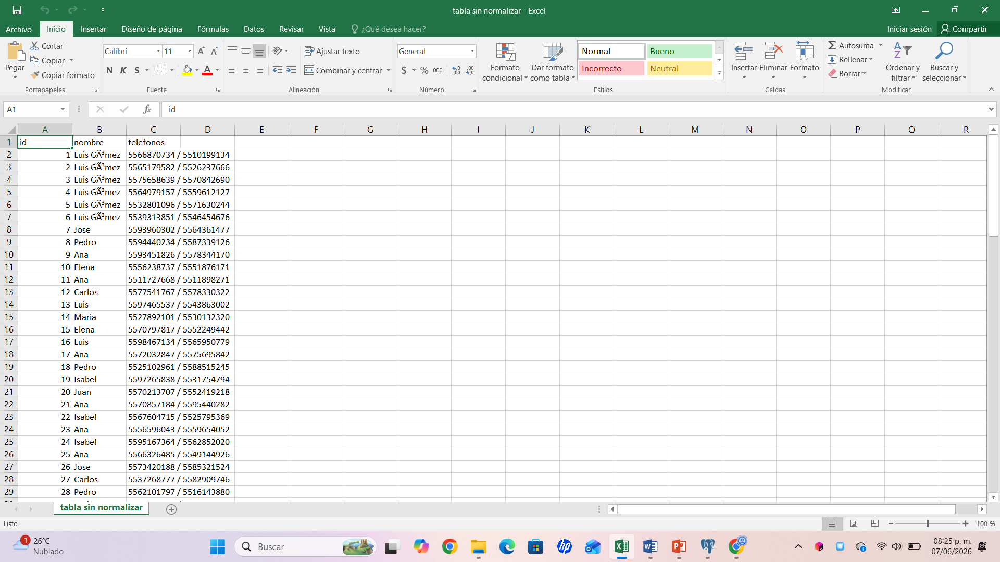 tabla sin normalizar - Excel
Archivo Inicio Insertar Diseño de página Fórmulas Datos Revisar Vista ¿Qué desea hacer? Iniciar sesión Compartir
Pegar
Cortar
Copiar
Copiar formato
Portapapeles
Calibri 11
N K S
Fuente
Ajustar texto
Combinar y centrar
Alineación
General
$ % 000
Número
Formato condicional
Dar formato como tabla
Normal Bueno
Incorrecto Neutral
Estilos
Insertar Eliminar Formato
Celdas
Autosuma
Rellenar
Borrar
Ordenar y filtrar
Buscar y seleccionar
Modificar
A1 fx id
A B C D E F G H I J K L M N O P Q R
1 id nombre telefonos
2 1 Luis GÃ³mez 5566870734 / 5510199134
3 2 Luis GÃ³mez 5565179582 / 5526237666
4 3 Luis GÃ³mez 5575658639 / 5570842690
5 4 Luis GÃ³mez 5564979157 / 5559612127
6 5 Luis GÃ³mez 5532801096 / 5571630244
7 6 Luis GÃ³mez 5539313851 / 5546454676
8 7 Jose 5593960302 / 5564361477
9 8 Pedro 5594440234 / 5587339126
10 9 Ana 5593451826 / 5578344170
11 10 Elena 5556238737 / 5551876171
12 11 Ana 5511727668 / 5511898271
13 12 Carlos 5577541767 / 5578330322
14 13 Luis 5597465537 / 5543863002
15 14 Maria 5527892101 / 5530132320
16 15 Elena 5570797817 / 5552249442
17 16 Luis 5598467134 / 5565950779
18 17 Ana 5572032847 / 5575695842
19 18 Pedro 5525102961 / 5588515245
20 19 Isabel 5597265838 / 5531754794
21 20 Juan 5570213707 / 5552419218
22 21 Ana 5570857184 / 5595440282
23 22 Isabel 5567604715 / 5525795369
24 23 Ana 5556596043 / 5559654052
25 24 Isabel 5595167364 / 5562852020
26 25 Ana 5566326485 / 5549144926
27 26 Jose 5573420188 / 5585321524
28 27 Carlos 5537268777 / 5582909746
29 28 Pedro 5562101797 / 5516143880
tabla sin normalizar
Listo 100 %
1 26°C
Nublado
Buscar
08:25 p. m.
07/06/2026